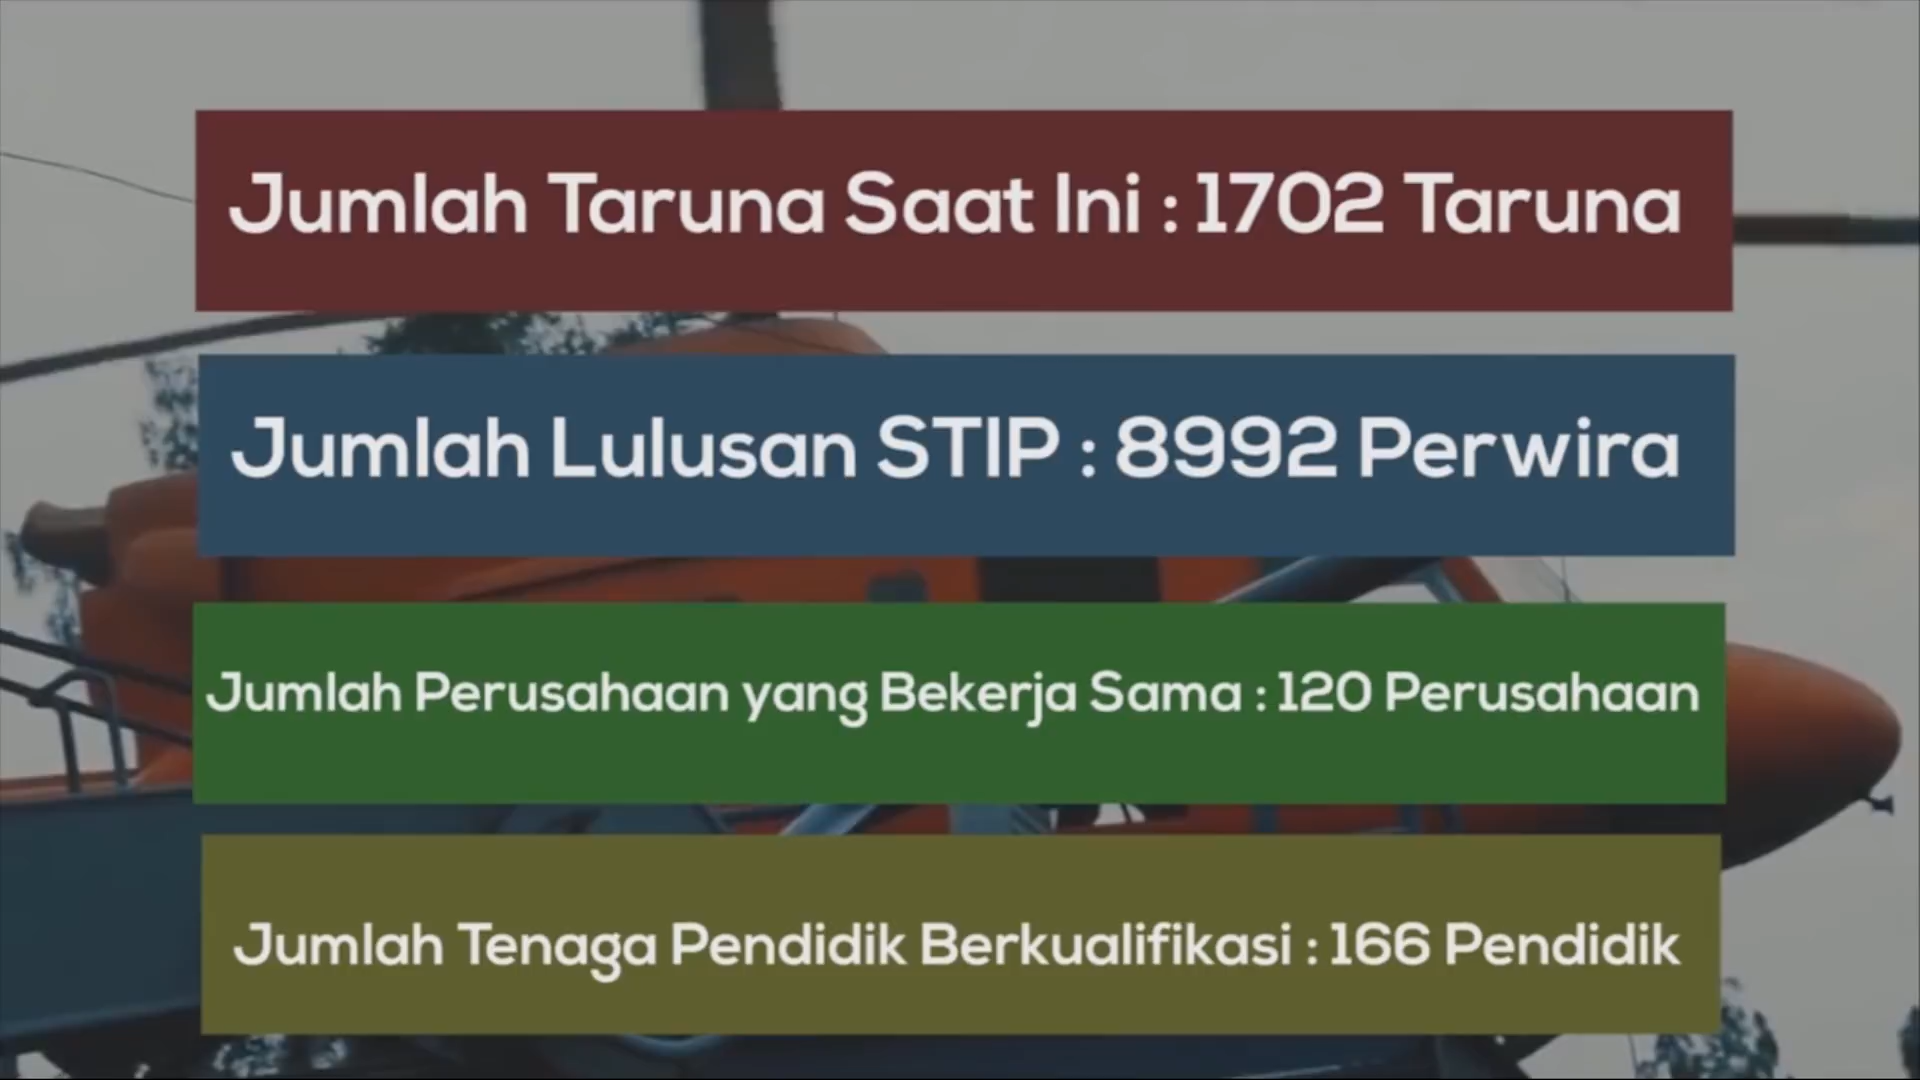 Jumlah Taruna Saat Ini : 1702 Taruna
Jumlah Lulusan STIP : 8992 Perwira
Jumlah Perusahaan yang Bekerja Sama : 120 Perusahaan
Jumlah Tenaga Pendidik Berkualifikasi : 166 Pendidik